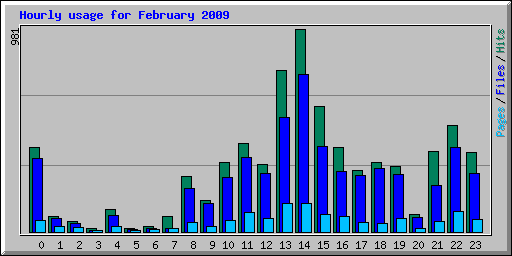 Hourly usage for February 2009
981
Pages / Files / Hits
0 1 2 3 4 5 6 7 8 9 10 11 12 13 14 15 16 17 18 19 20 21 22 23